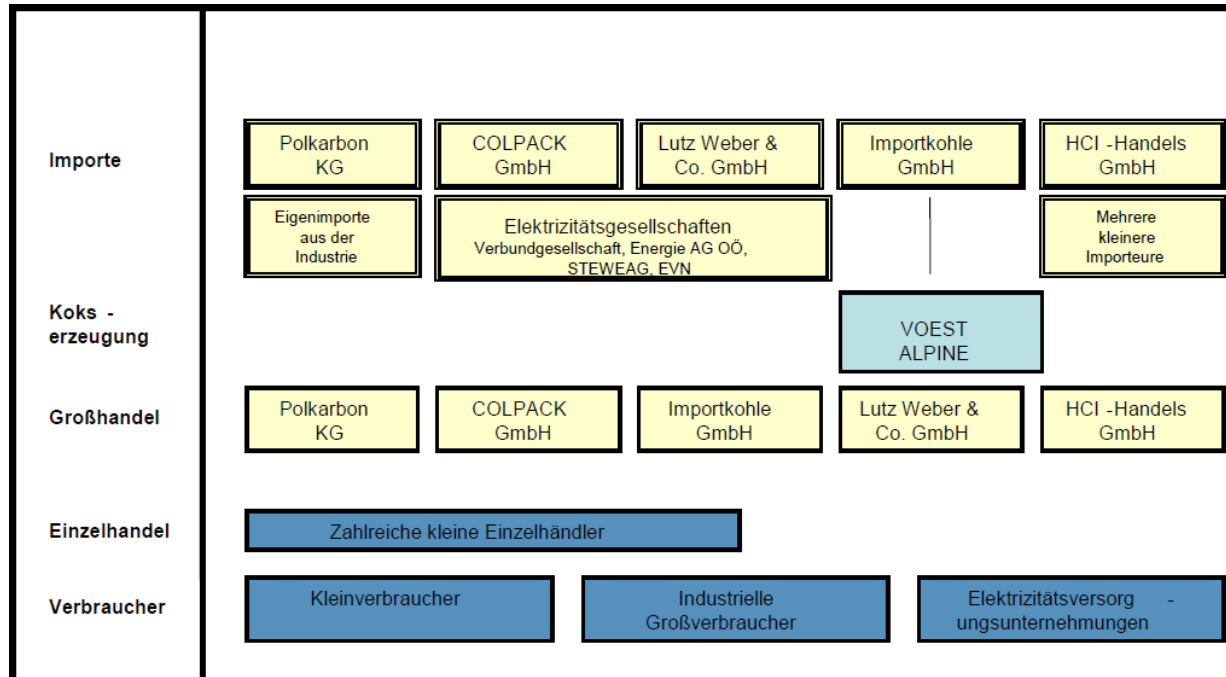 Importe
Polkarbon
KG
COLPACK
GmbH
Lutz Weber &
Co. GmbH
Importkohle
GmbH
HCI -Handels
GmbH
Eigenimporte
aus der
Industrie
Elektrizitätsgesellschaften
Verbundgesellschaft, Energie AG OÖ,
STEWEAG, EVN
Mehrere
kleinere
Importeure
Koks -
erzeugung
VOEST
ALPINE
Großhandel
Polkarbon
KG
COLPACK
GmbH
Importkohle
GmbH
Lutz Weber &
Co. GmbH
HCI -Handels
GmbH
Einzelhandel
Zahlreiche kleine Einzelhändler
Verbraucher
Kleinverbraucher
Industrielle
Großverbraucher
Elektrizitätsversorg -
ungsunternehmungen